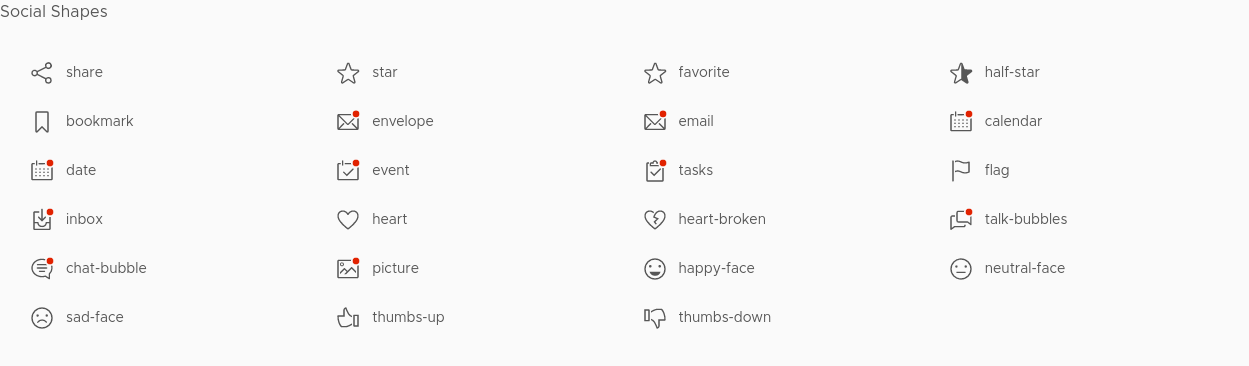 Social Shapes
share star favorite half-star
bookmark envelope email calendar
date event tasks flag
inbox heart heart-broken talk-bubbles
chat-bubble picture happy-face neutral-face
sad-face thumbs-up thumbs-down